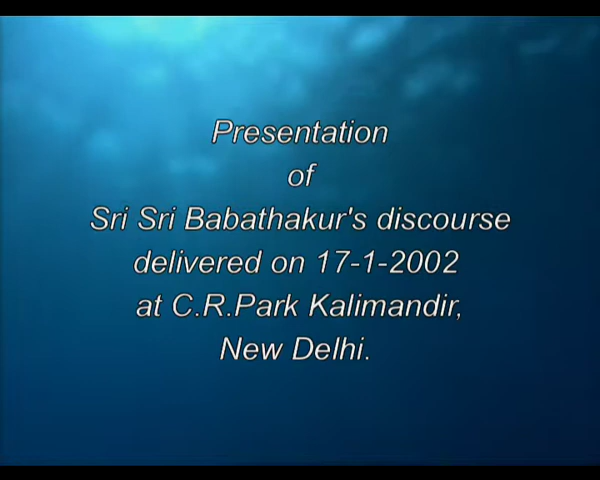 Presentation
of
Sri Sri Babathakur's discourse
delivered on 17-1-2002
at C.R.Park Kalimandir,
New Delhi.